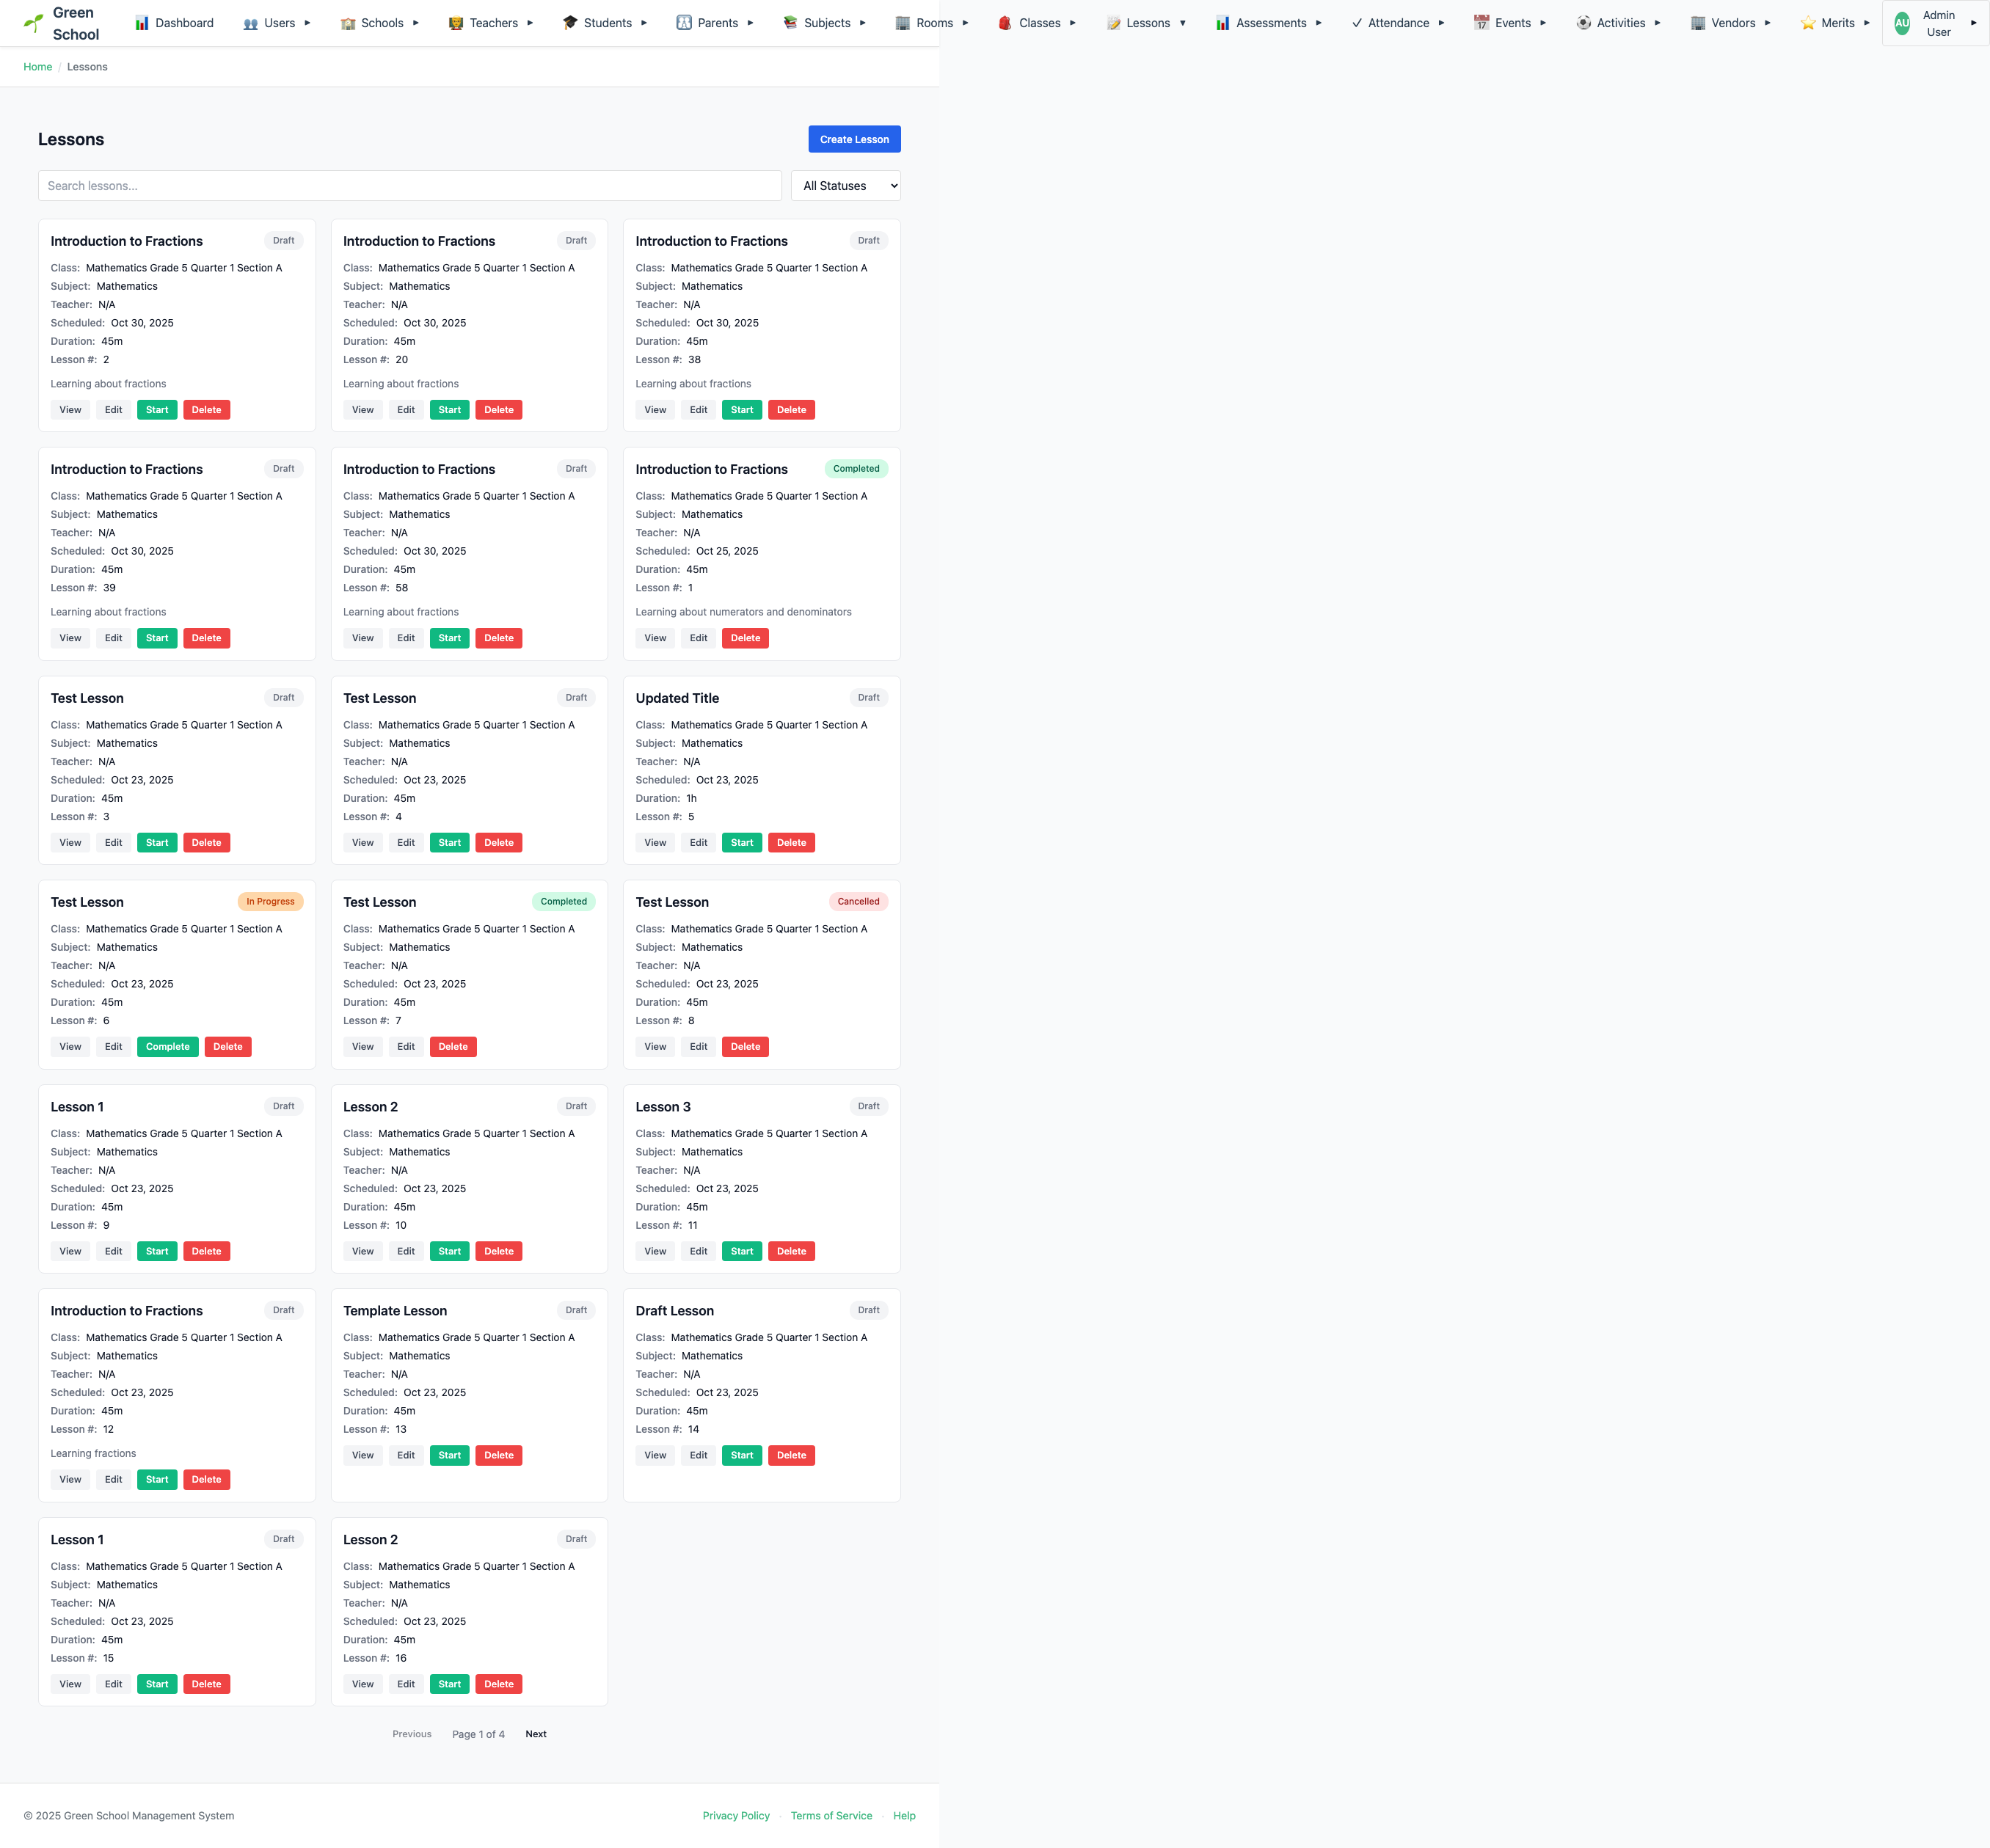 Green School
Dashboard
Users
Schools
Teachers
Students
Parents
Subjects
Rooms
Classes
Lessons
Assessments
Attendance
Events
Activities
Vendors
Merits
AU
Admin User
Home / Lessons
Lessons
Create Lesson
Search lessons...
All Statuses
Introduction to Fractions
Draft
Class: Mathematics Grade 5 Quarter 1 Section A
Subject: Mathematics
Teacher: N/A
Scheduled: Oct 30, 2025
Duration: 45m
Lesson #: 2
Learning about fractions
View Edit Start Delete
Introduction to Fractions
Draft
Class: Mathematics Grade 5 Quarter 1 Section A
Subject: Mathematics
Teacher: N/A
Scheduled: Oct 30, 2025
Duration: 45m
Lesson #: 20
Learning about fractions
View Edit Start Delete
Introduction to Fractions
Draft
Class: Mathematics Grade 5 Quarter 1 Section A
Subject: Mathematics
Teacher: N/A
Scheduled: Oct 30, 2025
Duration: 45m
Lesson #: 38
Learning about fractions
View Edit Start Delete
Introduction to Fractions
Draft
Class: Mathematics Grade 5 Quarter 1 Section A
Subject: Mathematics
Teacher: N/A
Scheduled: Oct 30, 2025
Duration: 45m
Lesson #: 39
Learning about fractions
View Edit Start Delete
Introduction to Fractions
Draft
Class: Mathematics Grade 5 Quarter 1 Section A
Subject: Mathematics
Teacher: N/A
Scheduled: Oct 30, 2025
Duration: 45m
Lesson #: 58
Learning about fractions
View Edit Start Delete
Introduction to Fractions
Completed
Class: Mathematics Grade 5 Quarter 1 Section A
Subject: Mathematics
Teacher: N/A
Scheduled: Oct 25, 2025
Duration: 45m
Lesson #: 1
Learning about numerators and denominators
View Edit Delete
Test Lesson
Draft
Class: Mathematics Grade 5 Quarter 1 Section A
Subject: Mathematics
Teacher: N/A
Scheduled: Oct 23, 2025
Duration: 45m
Lesson #: 3
View Edit Start Delete
Test Lesson
Draft
Class: Mathematics Grade 5 Quarter 1 Section A
Subject: Mathematics
Teacher: N/A
Scheduled: Oct 23, 2025
Duration: 45m
Lesson #: 4
View Edit Start Delete
Updated Title
Draft
Class: Mathematics Grade 5 Quarter 1 Section A
Subject: Mathematics
Teacher: N/A
Scheduled: Oct 23, 2025
Duration: 1h
Lesson #: 5
View Edit Start Delete
Test Lesson
In Progress
Class: Mathematics Grade 5 Quarter 1 Section A
Subject: Mathematics
Teacher: N/A
Scheduled: Oct 23, 2025
Duration: 45m
Lesson #: 6
View Edit Complete Delete
Test Lesson
Completed
Class: Mathematics Grade 5 Quarter 1 Section A
Subject: Mathematics
Teacher: N/A
Scheduled: Oct 23, 2025
Duration: 45m
Lesson #: 7
View Edit Delete
Test Lesson
Cancelled
Class: Mathematics Grade 5 Quarter 1 Section A
Subject: Mathematics
Teacher: N/A
Scheduled: Oct 23, 2025
Duration: 45m
Lesson #: 8
View Edit Delete
Lesson 1
Draft
Class: Mathematics Grade 5 Quarter 1 Section A
Subject: Mathematics
Teacher: N/A
Scheduled: Oct 23, 2025
Duration: 45m
Lesson #: 9
View Edit Start Delete
Lesson 2
Draft
Class: Mathematics Grade 5 Quarter 1 Section A
Subject: Mathematics
Teacher: N/A
Scheduled: Oct 23, 2025
Duration: 45m
Lesson #: 10
View Edit Start Delete
Lesson 3
Draft
Class: Mathematics Grade 5 Quarter 1 Section A
Subject: Mathematics
Teacher: N/A
Scheduled: Oct 23, 2025
Duration: 45m
Lesson #: 11
View Edit Start Delete
Introduction to Fractions
Draft
Class: Mathematics Grade 5 Quarter 1 Section A
Subject: Mathematics
Teacher: N/A
Scheduled: Oct 23, 2025
Duration: 45m
Lesson #: 12
Learning fractions
View Edit Start Delete
Template Lesson
Draft
Class: Mathematics Grade 5 Quarter 1 Section A
Subject: Mathematics
Teacher: N/A
Scheduled: Oct 23, 2025
Duration: 45m
Lesson #: 13
View Edit Start Delete
Draft Lesson
Draft
Class: Mathematics Grade 5 Quarter 1 Section A
Subject: Mathematics
Teacher: N/A
Scheduled: Oct 23, 2025
Duration: 45m
Lesson #: 14
View Edit Start Delete
Lesson 1
Draft
Class: Mathematics Grade 5 Quarter 1 Section A
Subject: Mathematics
Teacher: N/A
Scheduled: Oct 23, 2025
Duration: 45m
Lesson #: 15
View Edit Start Delete
Lesson 2
Draft
Class: Mathematics Grade 5 Quarter 1 Section A
Subject: Mathematics
Teacher: N/A
Scheduled: Oct 23, 2025
Duration: 45m
Lesson #: 16
View Edit Start Delete
Previous Page 1 of 4 Next
© 2025 Green School Management System
Privacy Policy · Terms of Service · Help